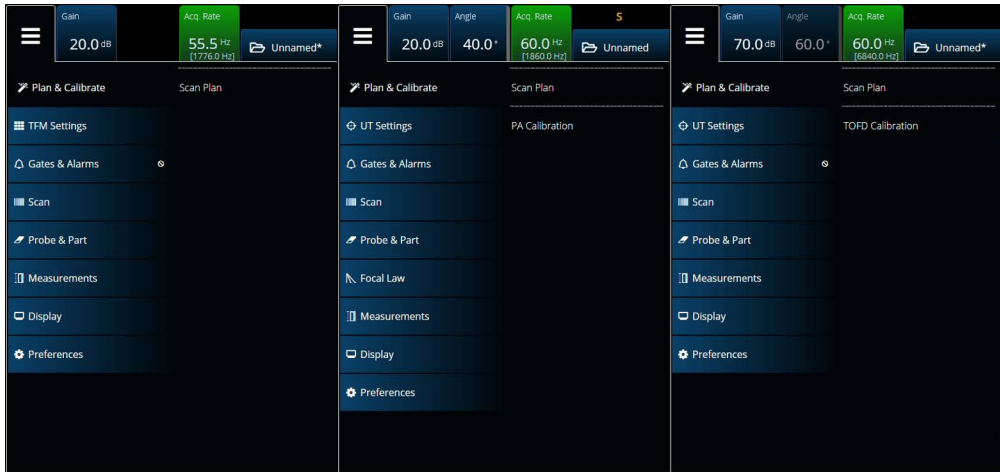 Gain
20.0 dB
Acq. Rate
55.5 Hz
[1776.0 Hz]
Unnamed*
Plan & Calibrate
Scan Plan
TFM Settings
Gates & Alarms
Scan
Probe & Part
Measurements
Display
Preferences
Gain
20.0 dB
Angle
40.0°
Acq. Rate
60.0 Hz
[1860.0 Hz]
S
Unnamed
Plan & Calibrate
Scan Plan
UT Settings
PA Calibration
Gates & Alarms
Scan
Probe & Part
Focal Law
Measurements
Display
Preferences
Gain
70.0 dB
Angle
60.0°
Acq. Rate
60.0 Hz
[6840.0 Hz]
Unnamed*
Plan & Calibrate
Scan Plan
UT Settings
TOFD Calibration
Gates & Alarms
Scan
Probe & Part
Measurements
Display
Preferences